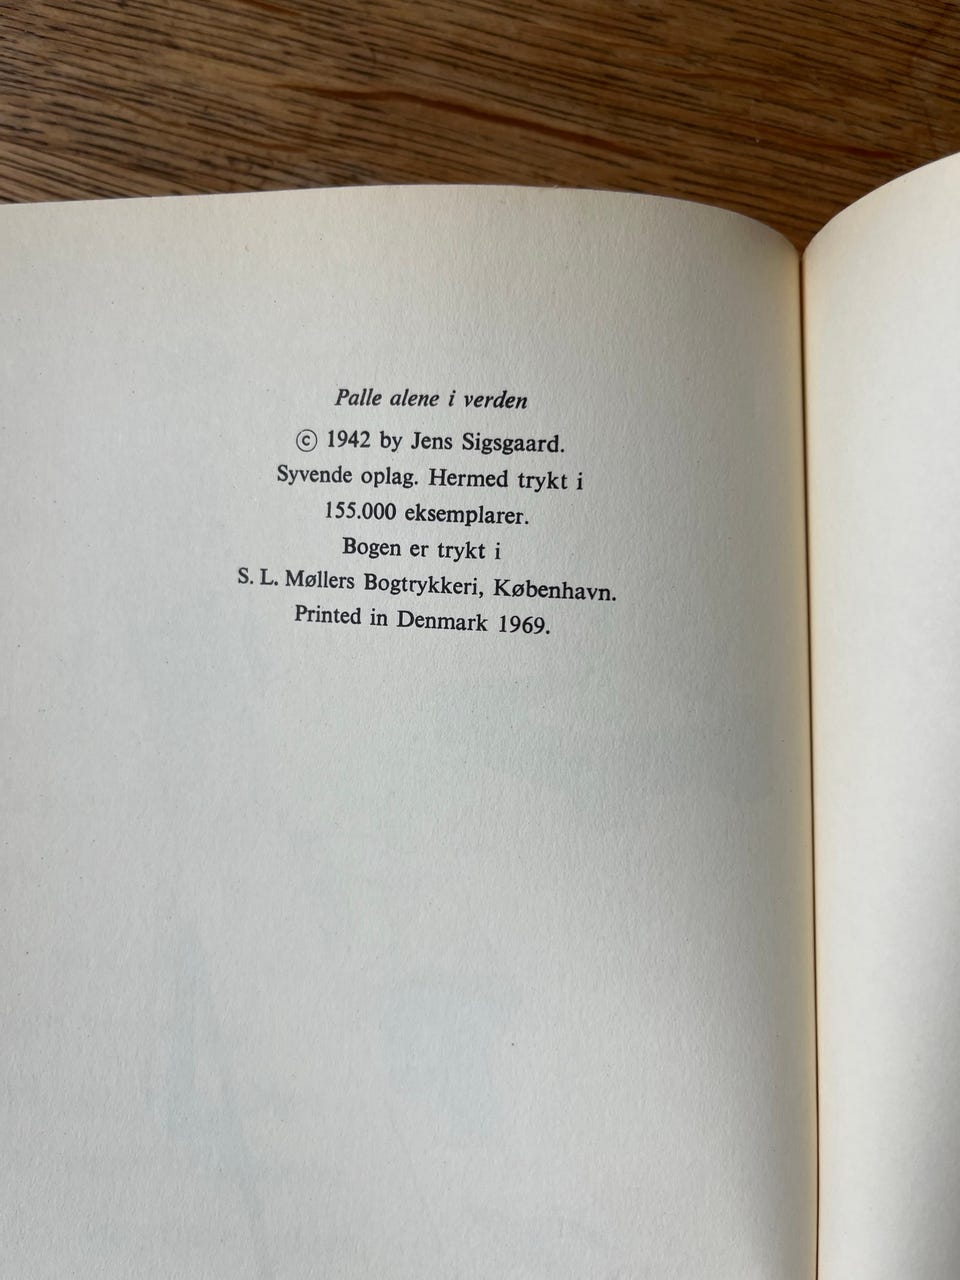 Palle alene i verden
© 1942 by Jens Sigsgaard.
Syvende oplag. Hermed trykt i
155.000 eksemplarer.
Bogen er trykt i
S. L. Møllers Bogtrykkeri, København.
Printed in Denmark 1969.